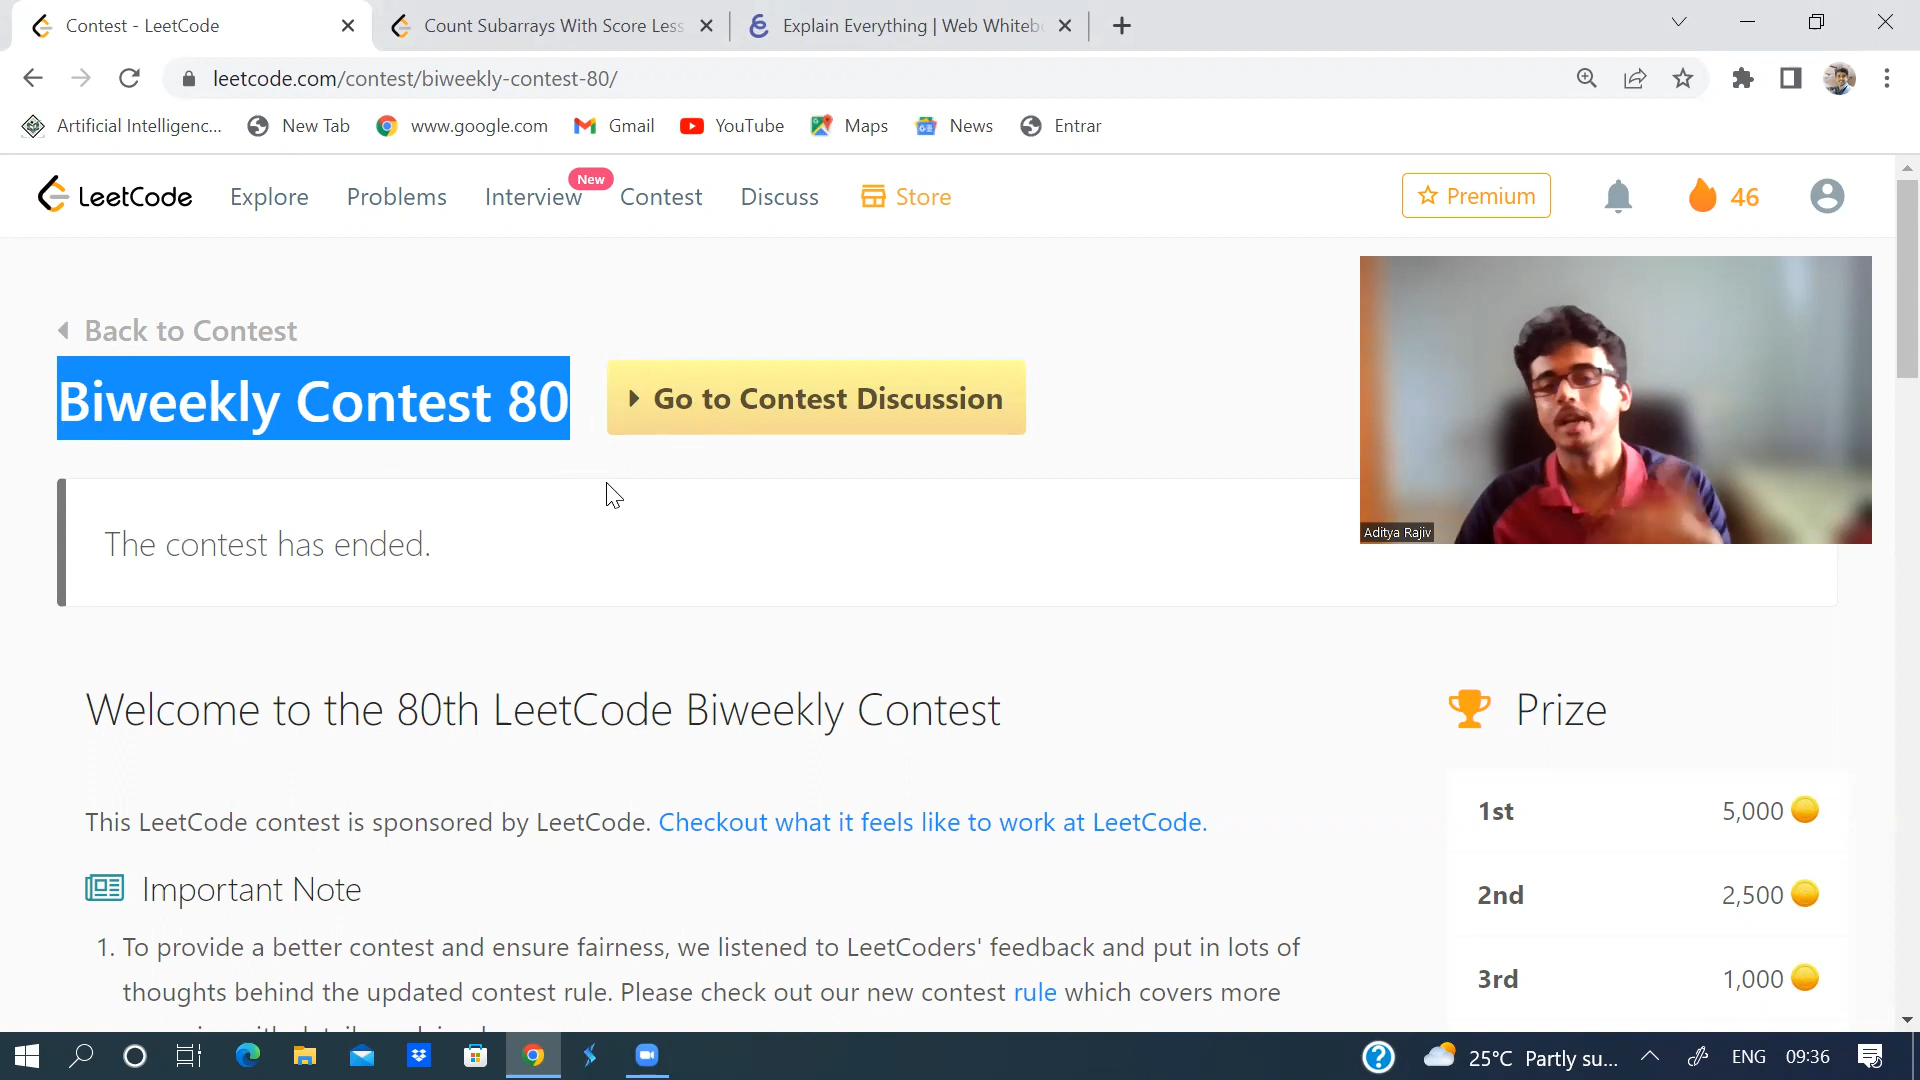 Contest - LeetCode
Count Subarrays With Score Less
Explain Everything | Web Whitebo
leetcode.com/contest/biweekly-contest-80/
Artificial Intelligenc...
New Tab
www.google.com
Gmail
YouTube
Maps
News
Entrar
LeetCode
Explore
Problems
Interview
New
Contest
Discuss
Store
Premium
46
Back to Contest
Biweekly Contest 80
Go to Contest Discussion
Aditya Rajiv
The contest has ended.
Welcome to the 80th LeetCode Biweekly Contest
Prize
This LeetCode contest is sponsored by LeetCode. Checkout what it feels like to work at LeetCode.
1st 5,000
Important Note
2nd 2,500
1. To provide a better contest and ensure fairness, we listened to LeetCoders' feedback and put in lots of
thoughts behind the updated contest rule. Please check out our new contest rule which covers more
3rd 1,000
25°C Partly su...
ENG
09:36